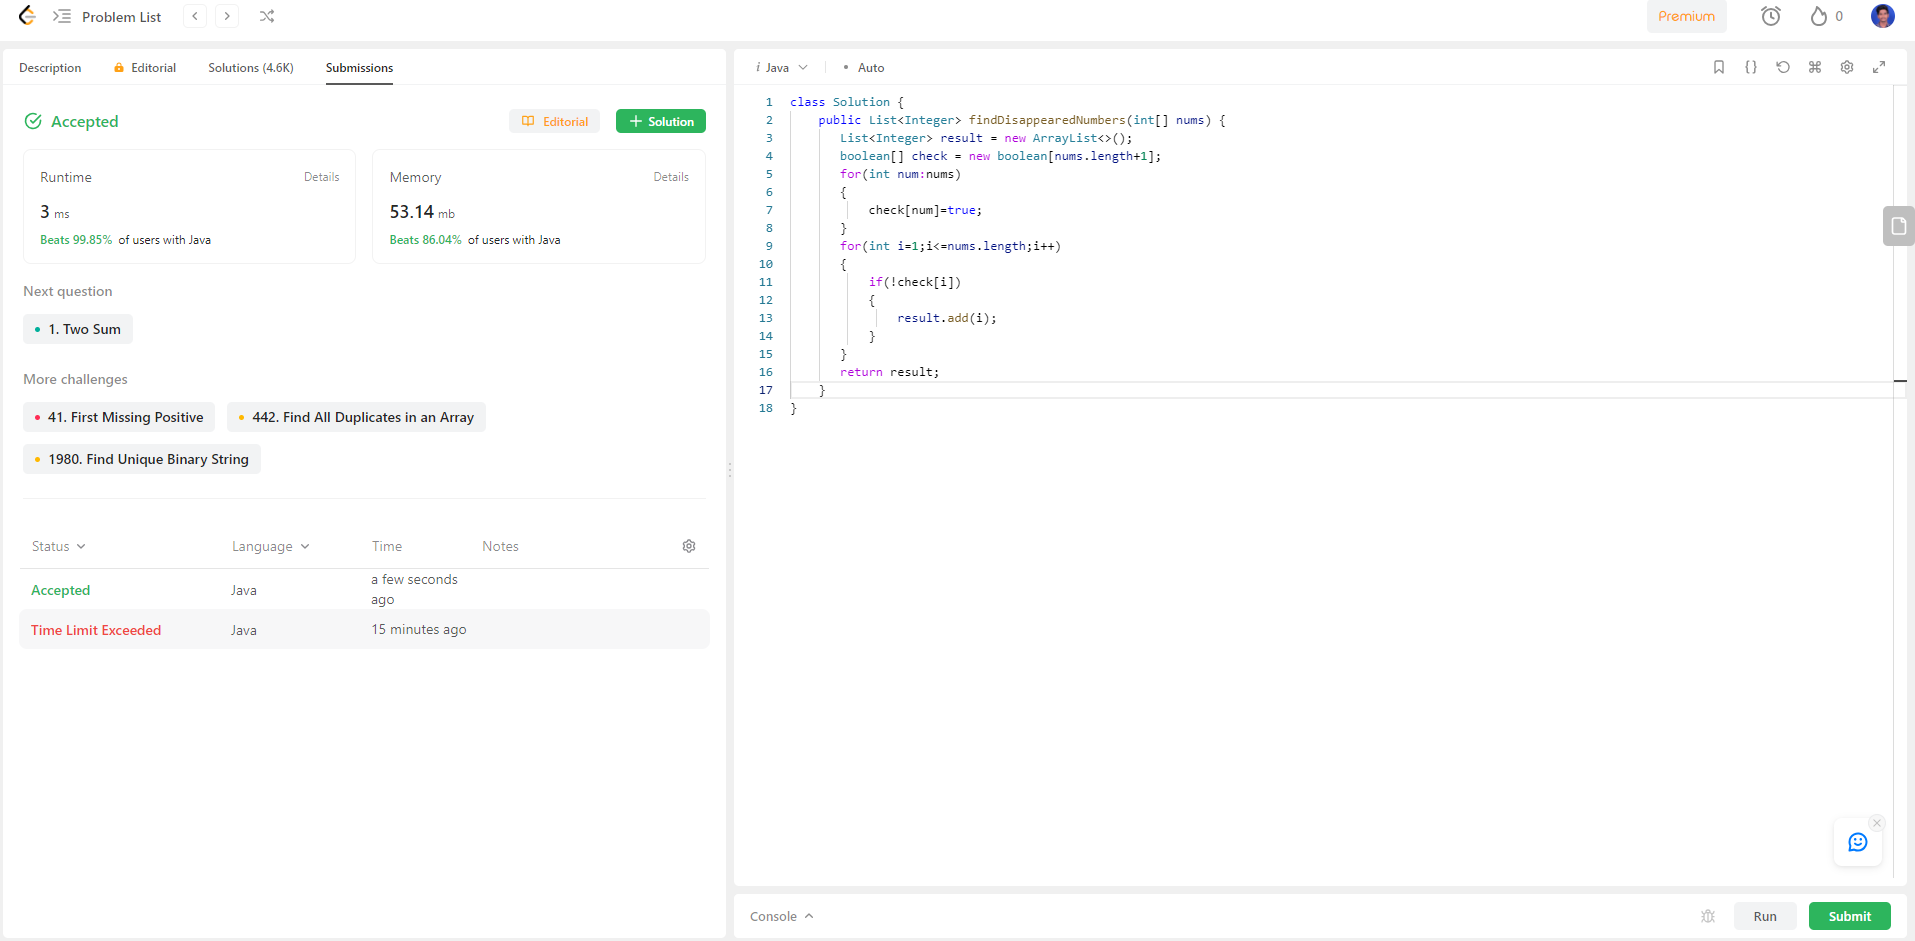 Problem List
Premium
0
Description Editorial Solutions (4.6K) Submissions
Accepted
Editorial
+ Solution
Runtime Details
3 ms
Beats 99.85% of users with Java
Memory Details
53.14 mb
Beats 86.04% of users with Java
Next question
• 1. Two Sum
More challenges
• 41. First Missing Positive
• 442. Find All Duplicates in an Array
• 1980. Find Unique Binary String
Status Language Time Notes
Accepted Java a few seconds
ago
Time Limit Exceeded Java 15 minutes ago
i Java • Auto
{}
1 class Solution {
2     public List<Integer> findDisappearedNumbers(int[] nums) {
3        List<Integer> result = new ArrayList<>();
4        boolean[] check = new boolean[nums.length+1];
5        for(int num:nums)
6        {
7            check[num]=true;
8        }
9        for(int i=1;i<=nums.length;i++)
10        {
11            if(!check[i])
12            {
13                result.add(i);
14            }
15        }
16        return result;
17     }
18 }
Console
Run
Submit